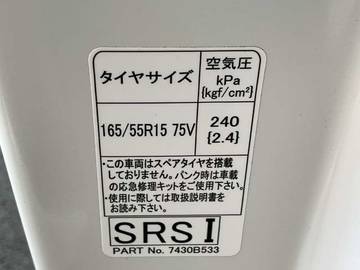 タイヤサイズ
空気圧
kPa
{kgf/cm²}
165/55R15 75V
240
{2.4}
・この車両はスペアタイヤを搭載
しておりません。パンク時は車載
の応急修理キットをご使用下さい。
・使用に際しては取扱説明書を
お読み下さい。
SRS I
PART No. 7430B533